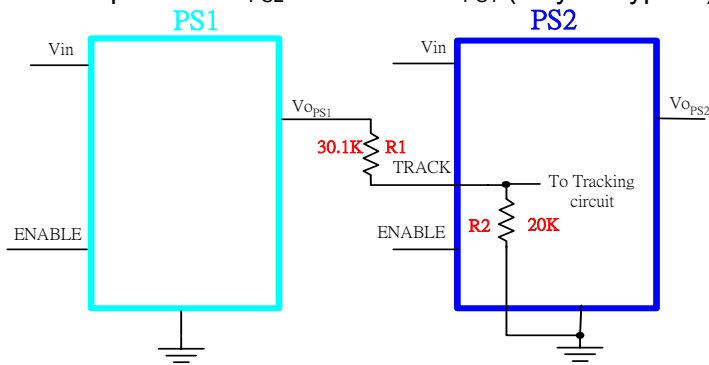 PS1
PS2
Vin
Vin
VoPS1
VoPS2
30.1K
R1
TRACK
To Tracking
circuit
ENABLE
ENABLE
R2
20K